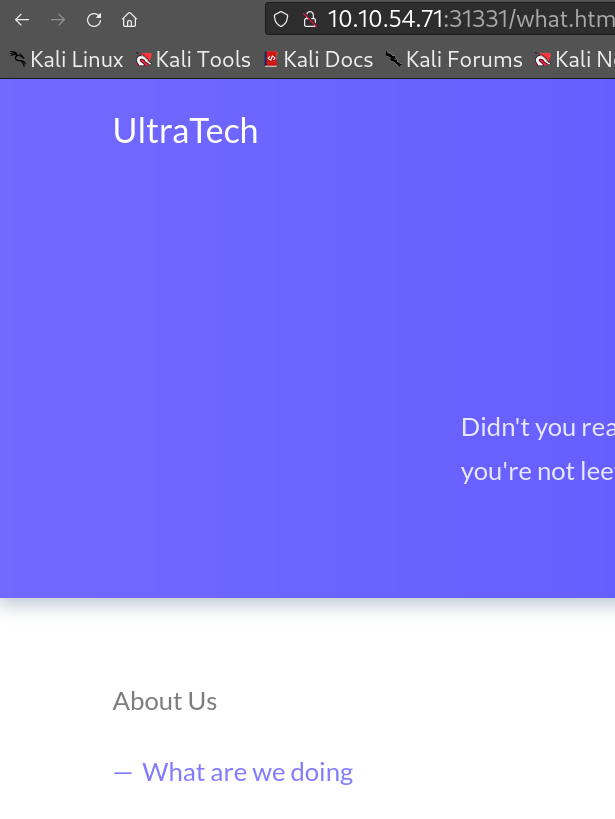 10.10.54.71:31331/what.htm
Kali Linux Kali Tools Kali Docs Kali Forums Kali N
UltraTech
Didn't you rea
you're not lee
About Us
— What are we doing